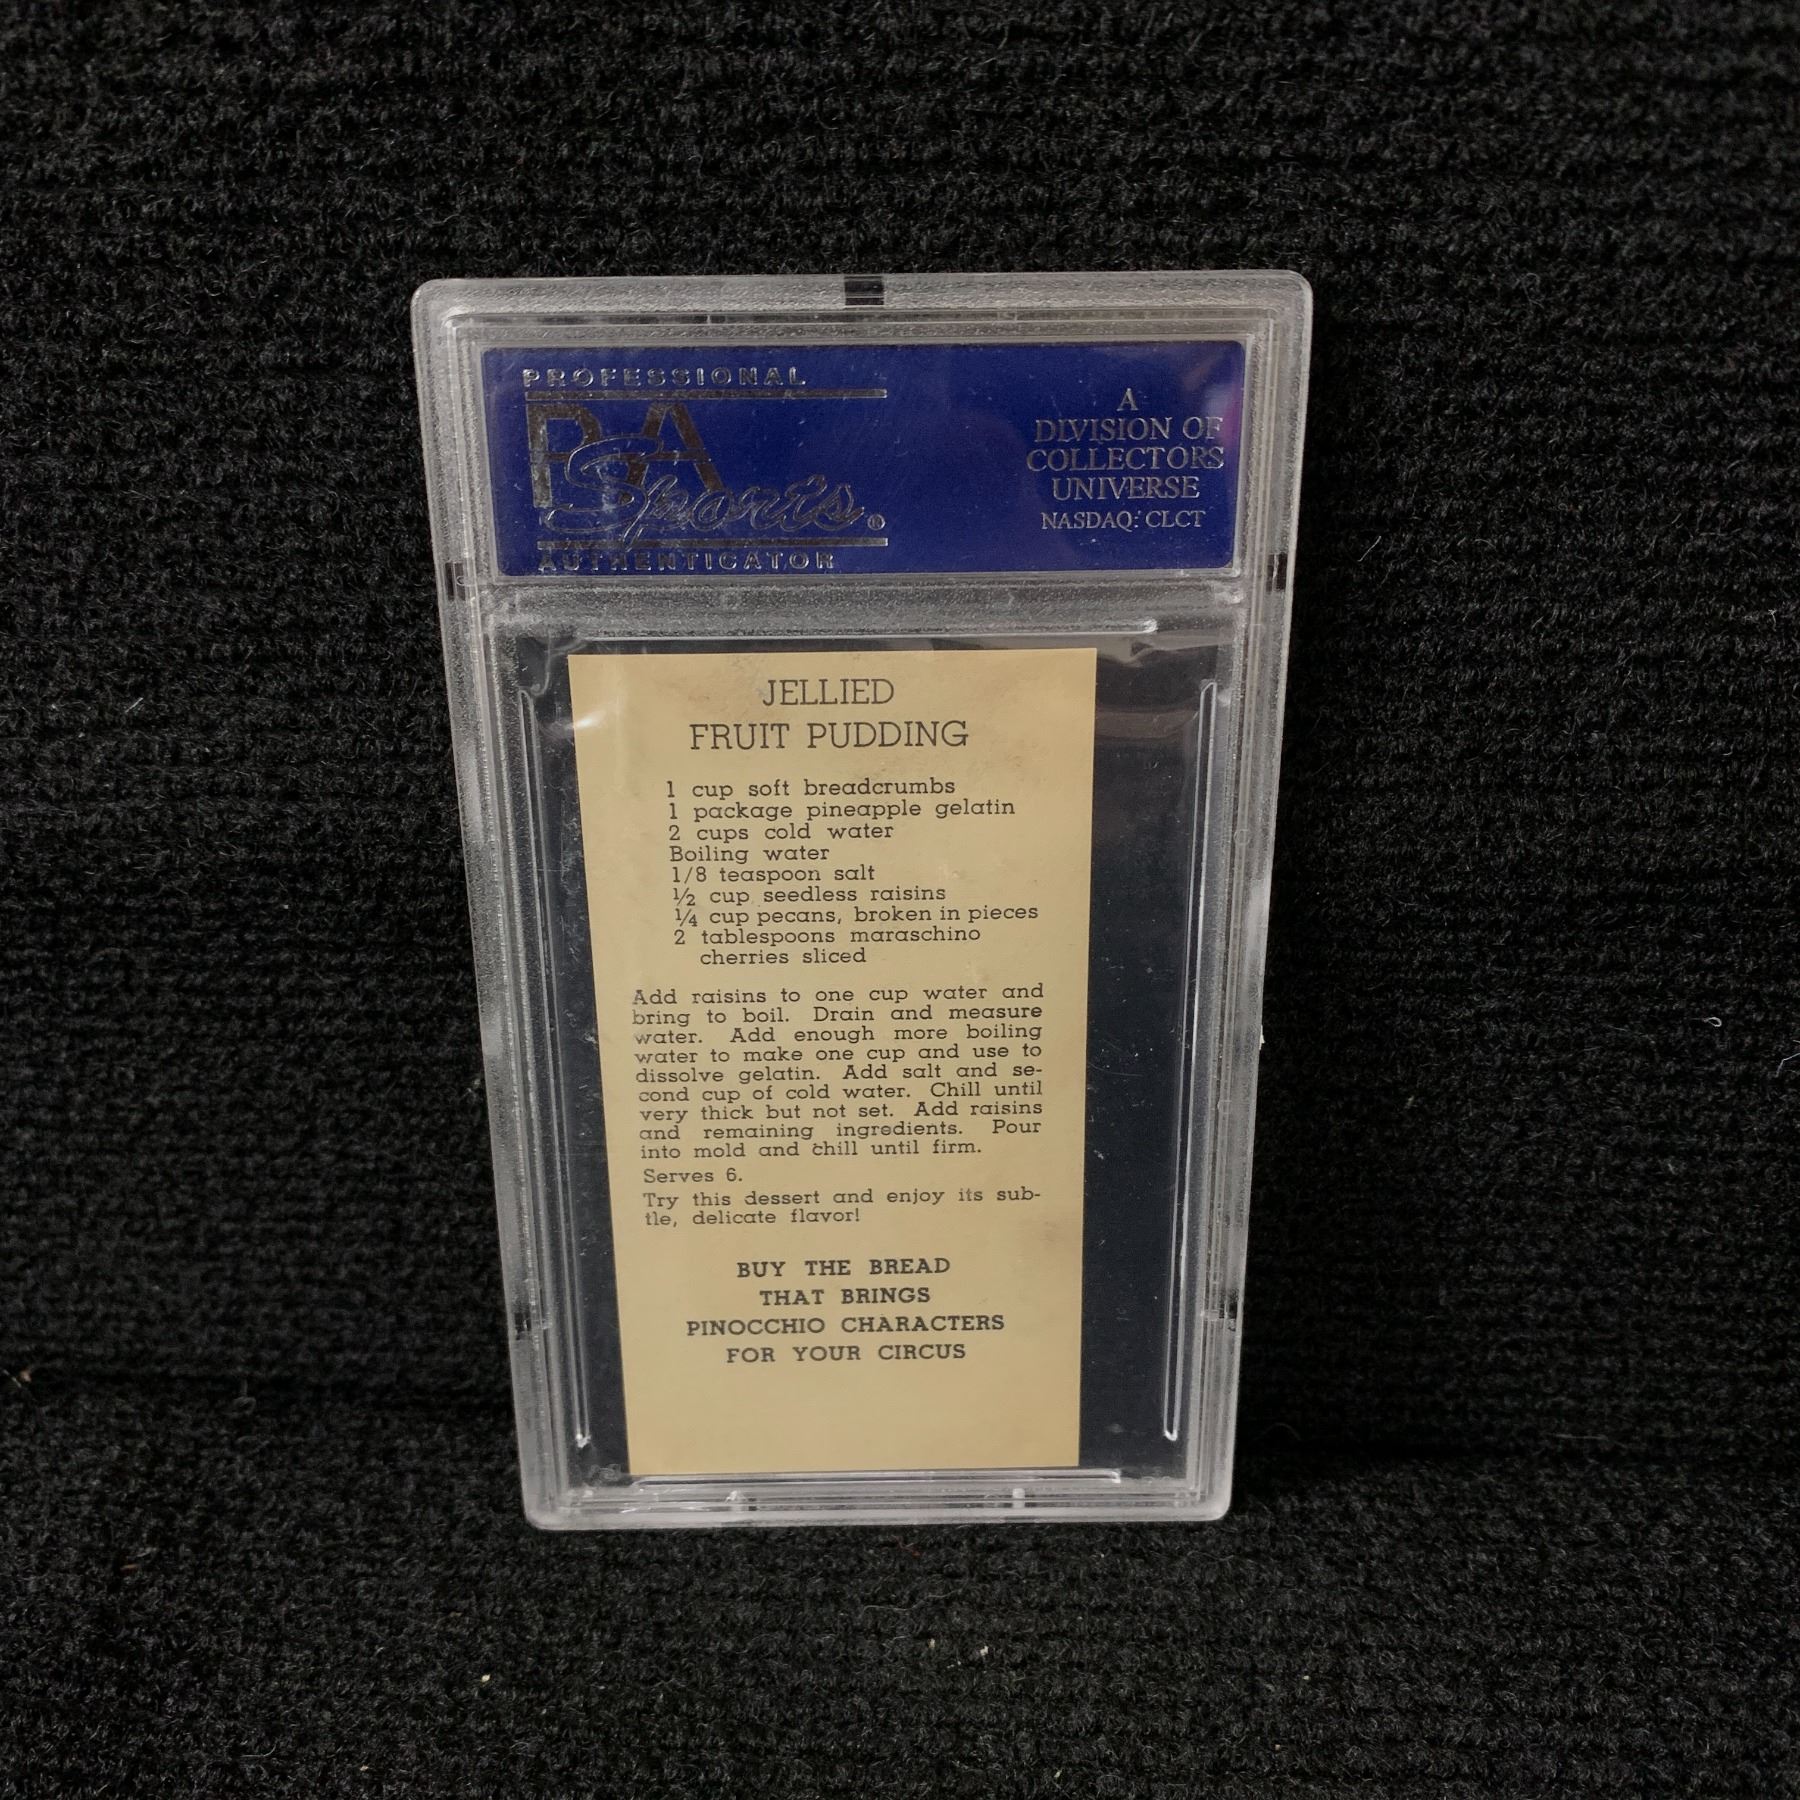 PROFESSIONAL
PSA
Sports®
AUTHENTICATOR
A
DIVISION OF
COLLECTORS
UNIVERSE
NASDAQ: CLCT
JELLIED
FRUIT PUDDING
1 cup soft breadcrumbs
1 package pineapple gelatin
2 cups cold water
Boiling water
1/8 teaspoon salt
½ cup seedless raisins
¼ cup pecans, broken in pieces
2 tablespoons maraschino
cherries sliced
Add raisins to one cup water and
bring to boil. Drain and measure
water. Add enough more boiling
water to make one cup and use to
dissolve gelatin. Add salt and se-
cond cup of cold water. Chill until
very thick but not set. Add raisins
and remaining ingredients. Pour
into mold and chill until firm.
Serves 6.
Try this dessert and enjoy its sub-
tle, delicate flavor!
BUY THE BREAD
THAT BRINGS
PINOCCHIO CHARACTERS
FOR YOUR CIRCUS